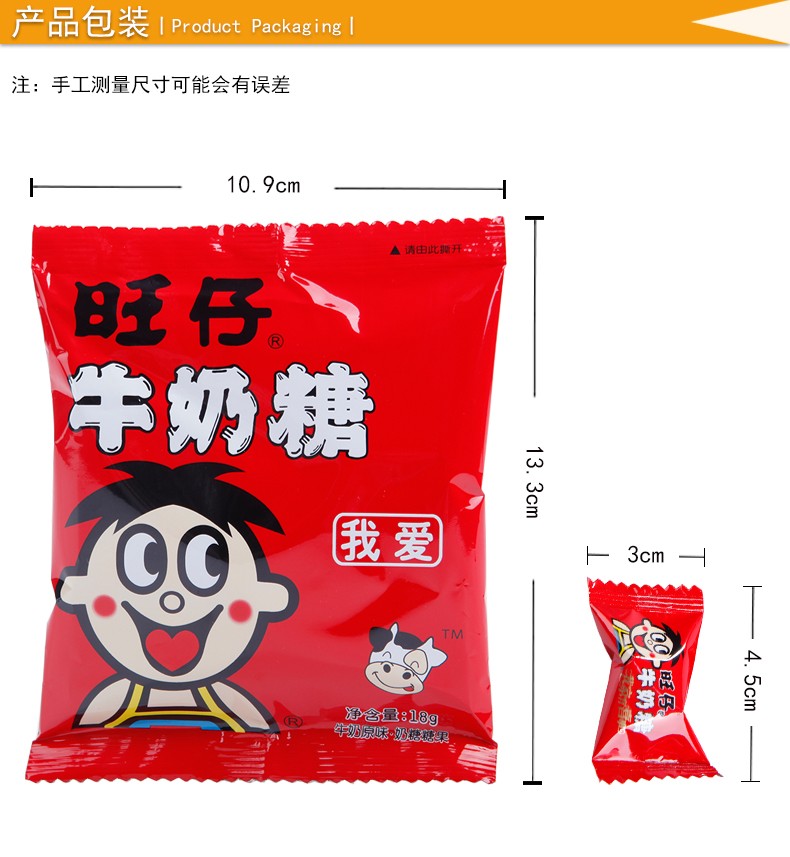 产品包装 | Product Packaging |
注：手工测量尺寸可能会有误差
10.9cm
▲请由此撕开
旺仔®
牛奶糖
13.3cm
我爱
3cm
TM
净含量:18g
®
牛奶原味·奶糖糖果
旺仔
牛奶糖
4.5cm